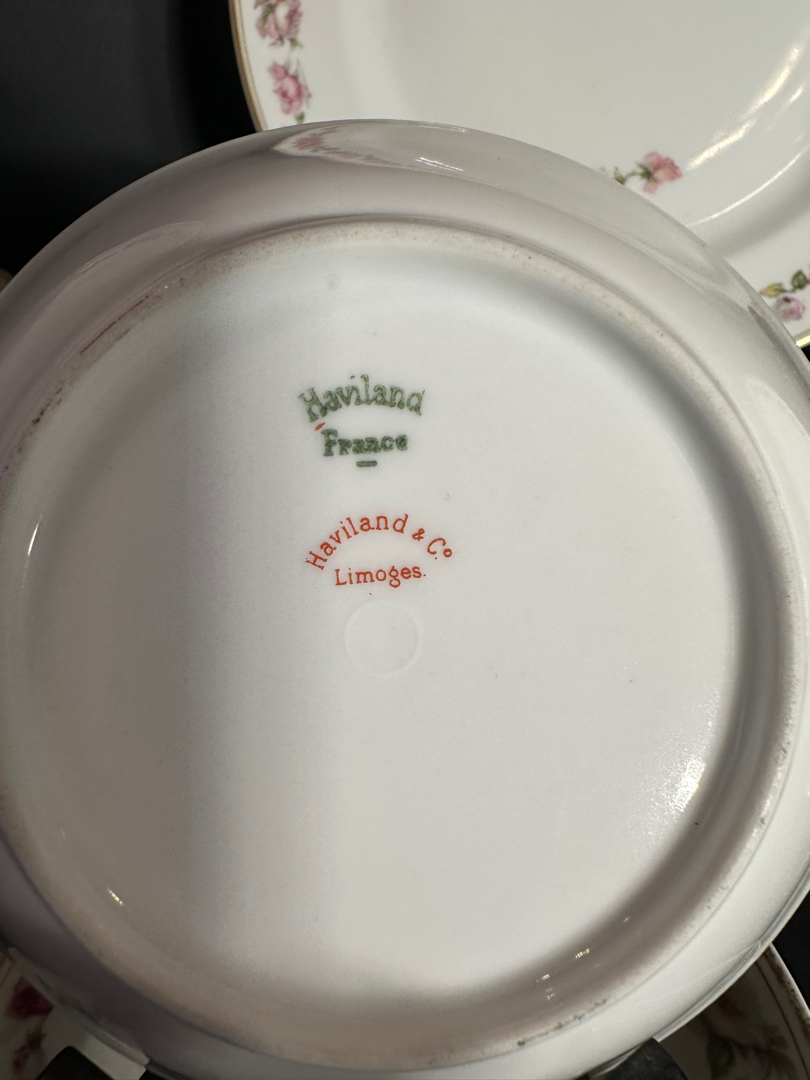 Haviland
France
Haviland & Co
Limoges.